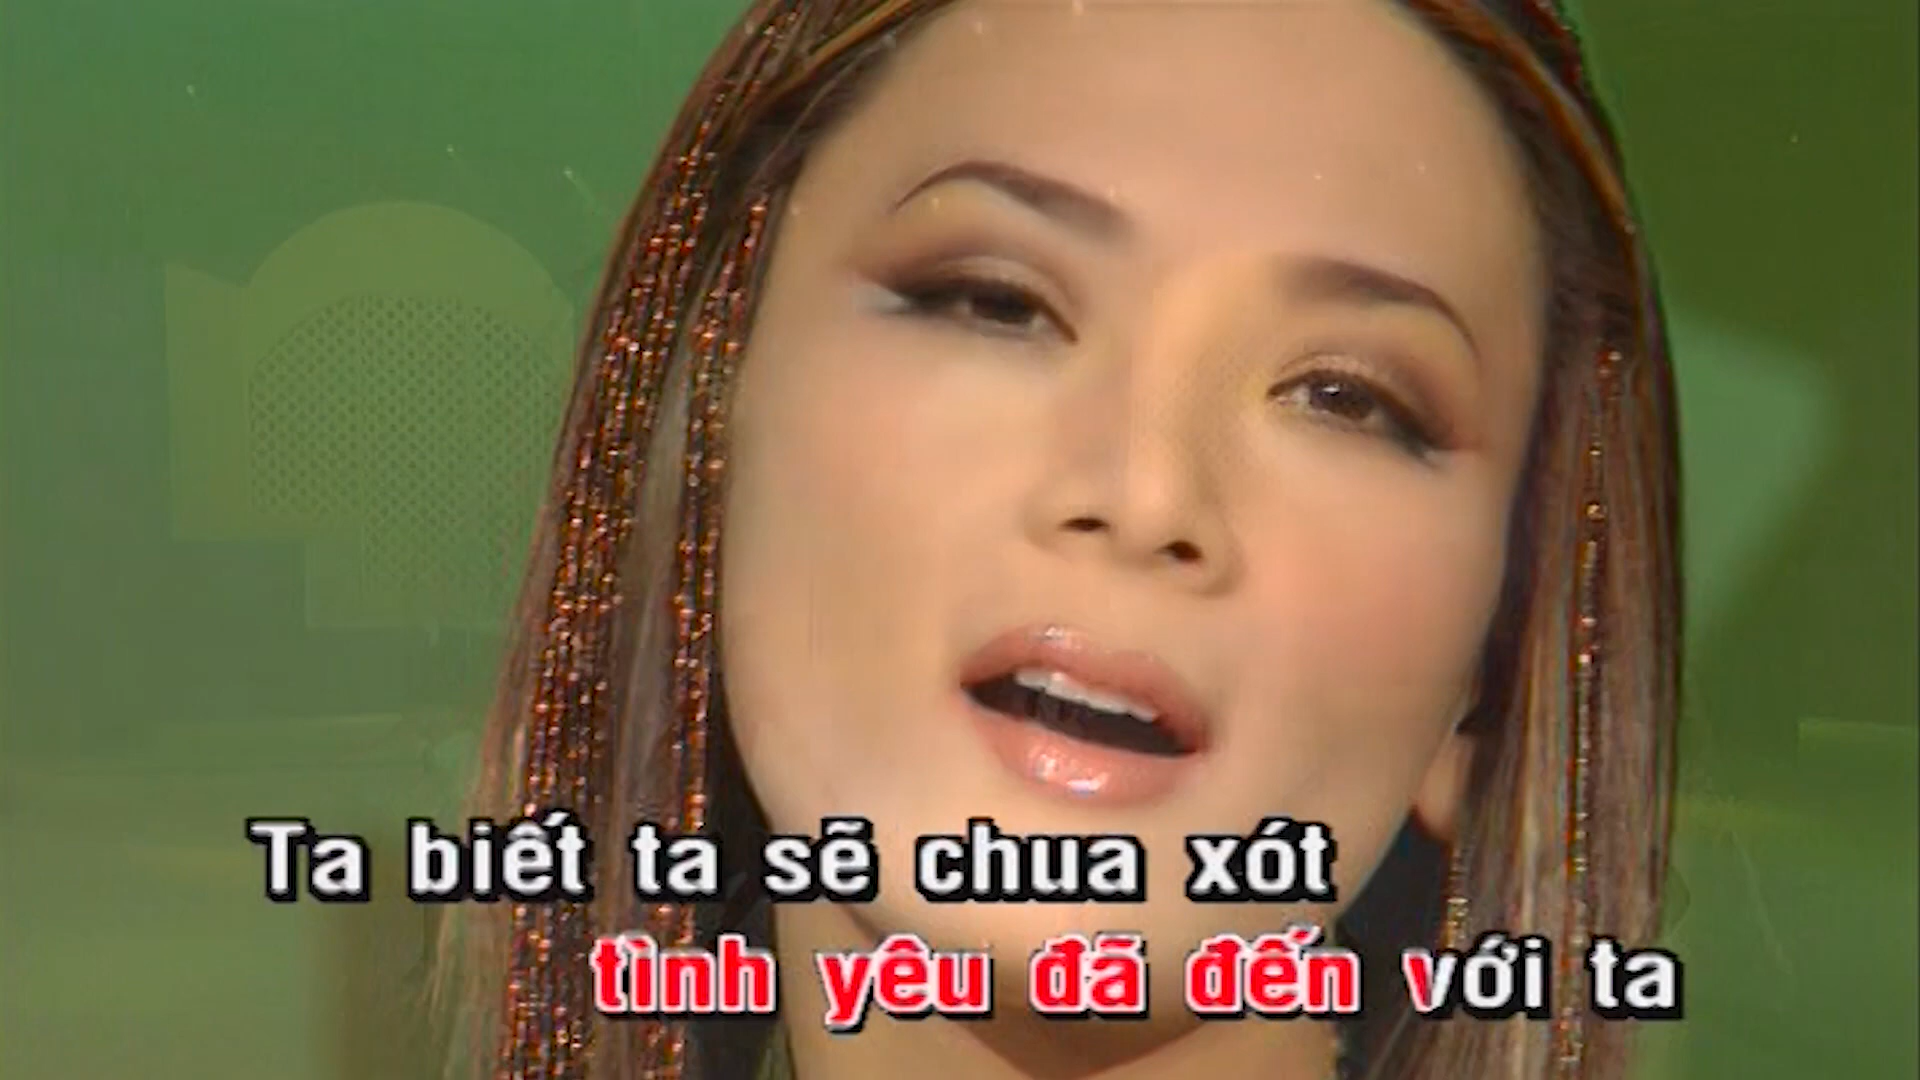 Ta biết ta sẽ chua xót
tình yêu đã đến với ta